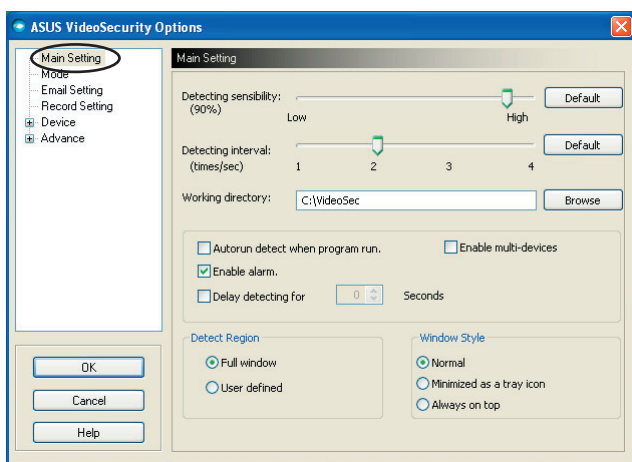 ASUS VideoSecurity Options
Main Setting
Mode
Email Setting
Record Setting
Device
Advance
OK
Cancel
Help
Main Setting
Detecting sensibility:
(90%)
Low
High
Default
Detecting interval:
(times/sec)
1 2 3 4
Default
Working directory:
C:\VideoSec
Browse
Autorun detect when program run.
Enable multi-devices
Enable alarm.
Delay detecting for 0 Seconds
Detect Region
Full window
User defined
Window Style
Normal
Minimized as a tray icon
Always on top